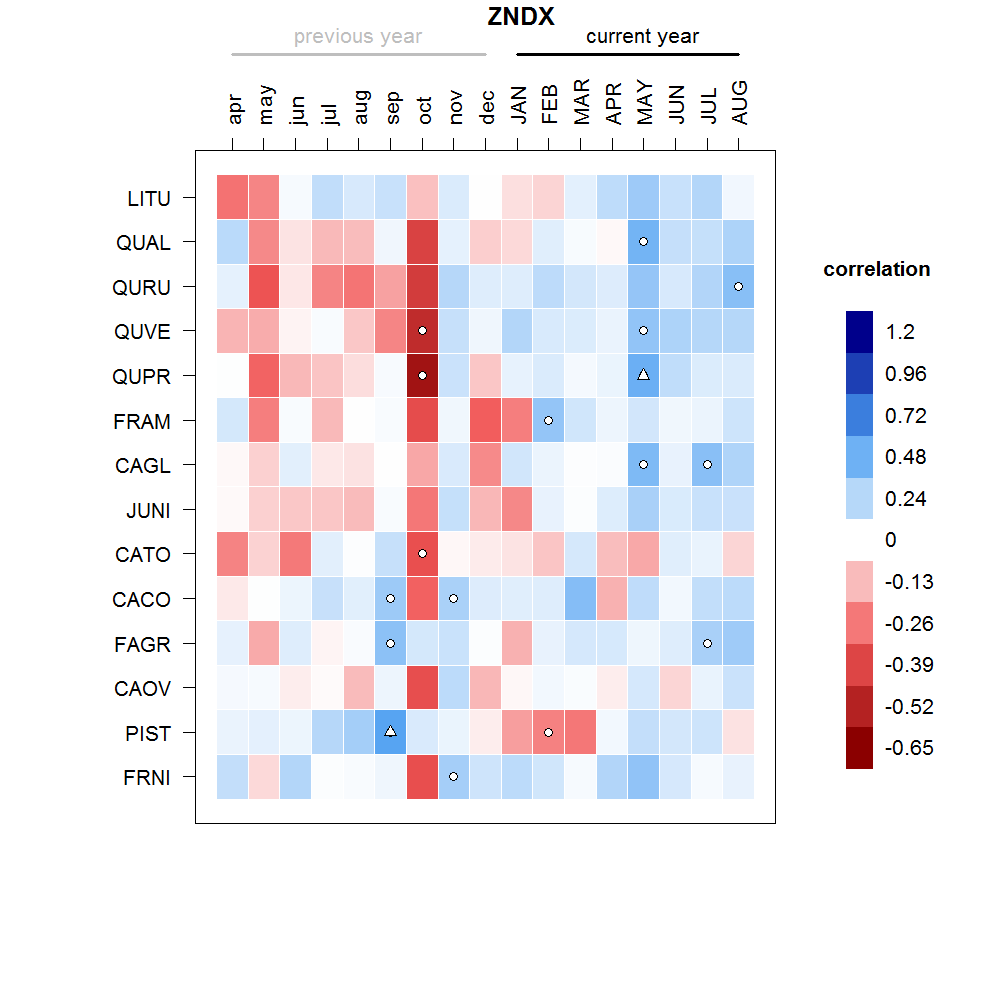 ZNDX
previous year current year
apr may jun jul aug sep oct nov dec JAN FEB MAR APR MAY JUN JUL AUG
LITU
QUAL
QURU
QUVE
QUPR
FRAM
CAGL
JUNI
CATO
CACO
FAGR
CAOV
PIST
FRNI
correlation
1.2
0.96
0.72
0.48
0.24
0
-0.13
-0.26
-0.39
-0.52
-0.65